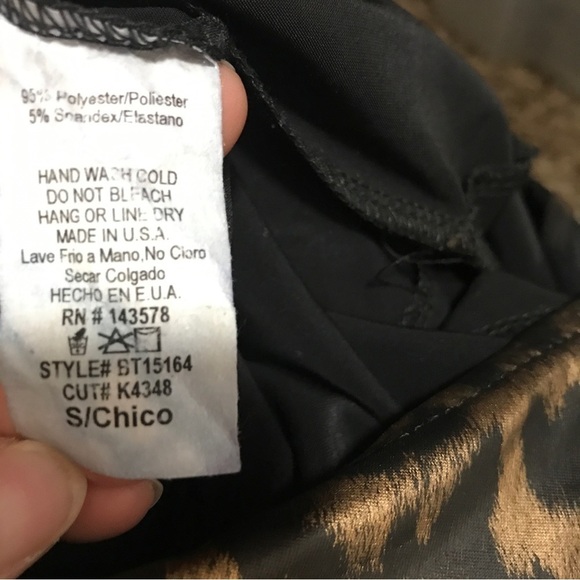 95% Polyester/Poliester
5% Spandex/Elastano
HAND WASH COLD
DO NOT BLEACH
HANG OR LINE DRY
MADE IN U.S.A.
Lave Frio a Mano,No Cloro
Secar Colgado
HECHO EN E.U.A.
RN # 143578
STYLE# BT15164
CUT# K4348
S/Chico